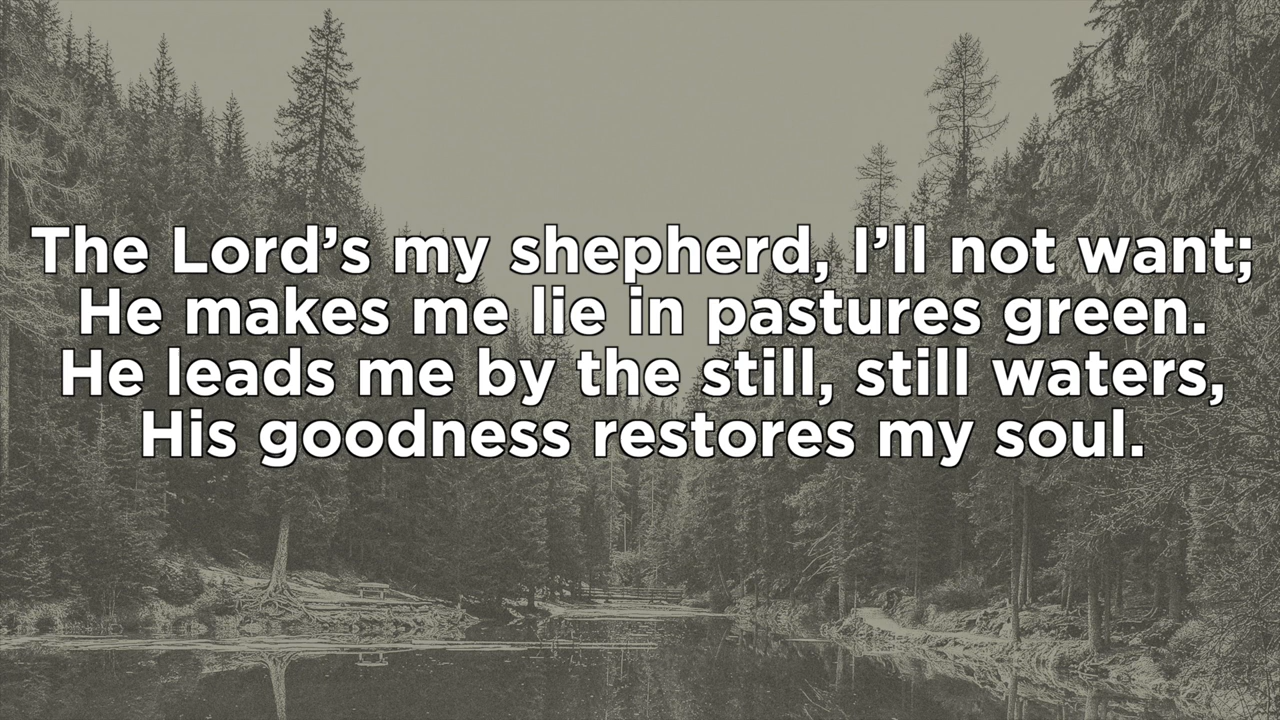 The Lord’s my shepherd, I’ll not want;
He makes me lie in pastures green.
He leads me by the still, still waters,
His goodness restores my soul.